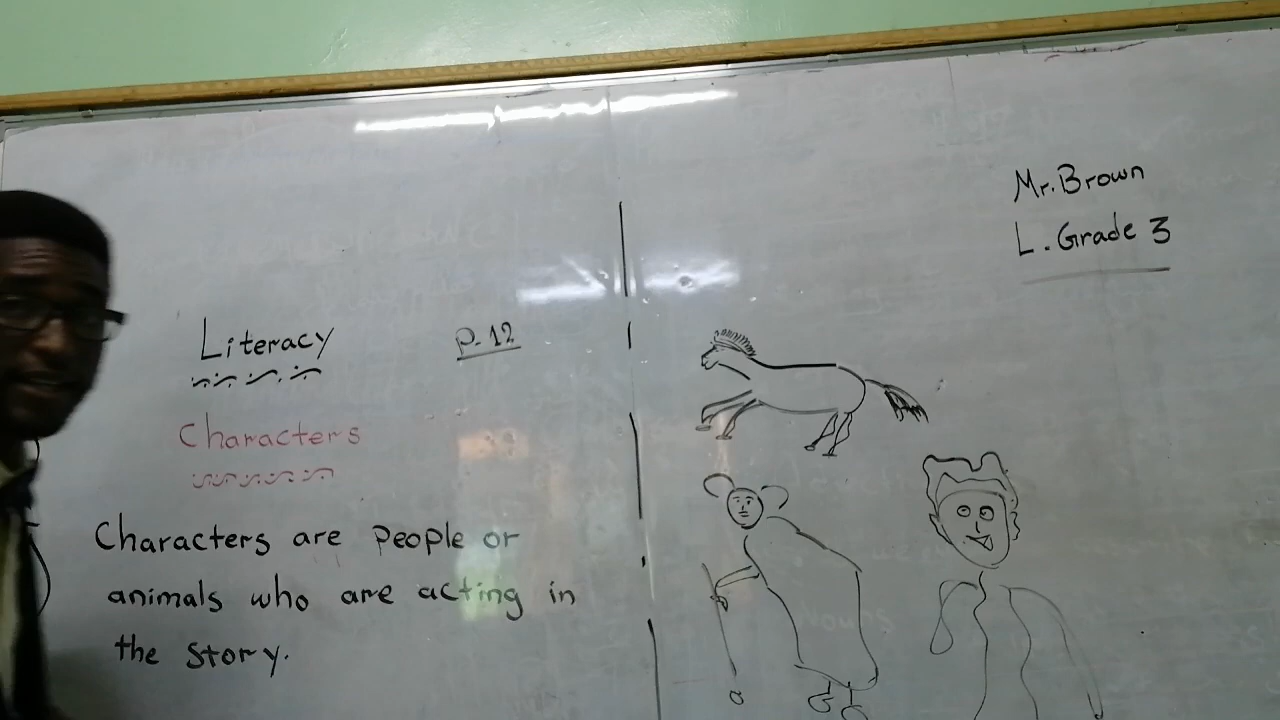 Mr. Brown
L. Grade 3
Literacy p. 12
Characters
Characters are people or
animals who are acting in
the story.